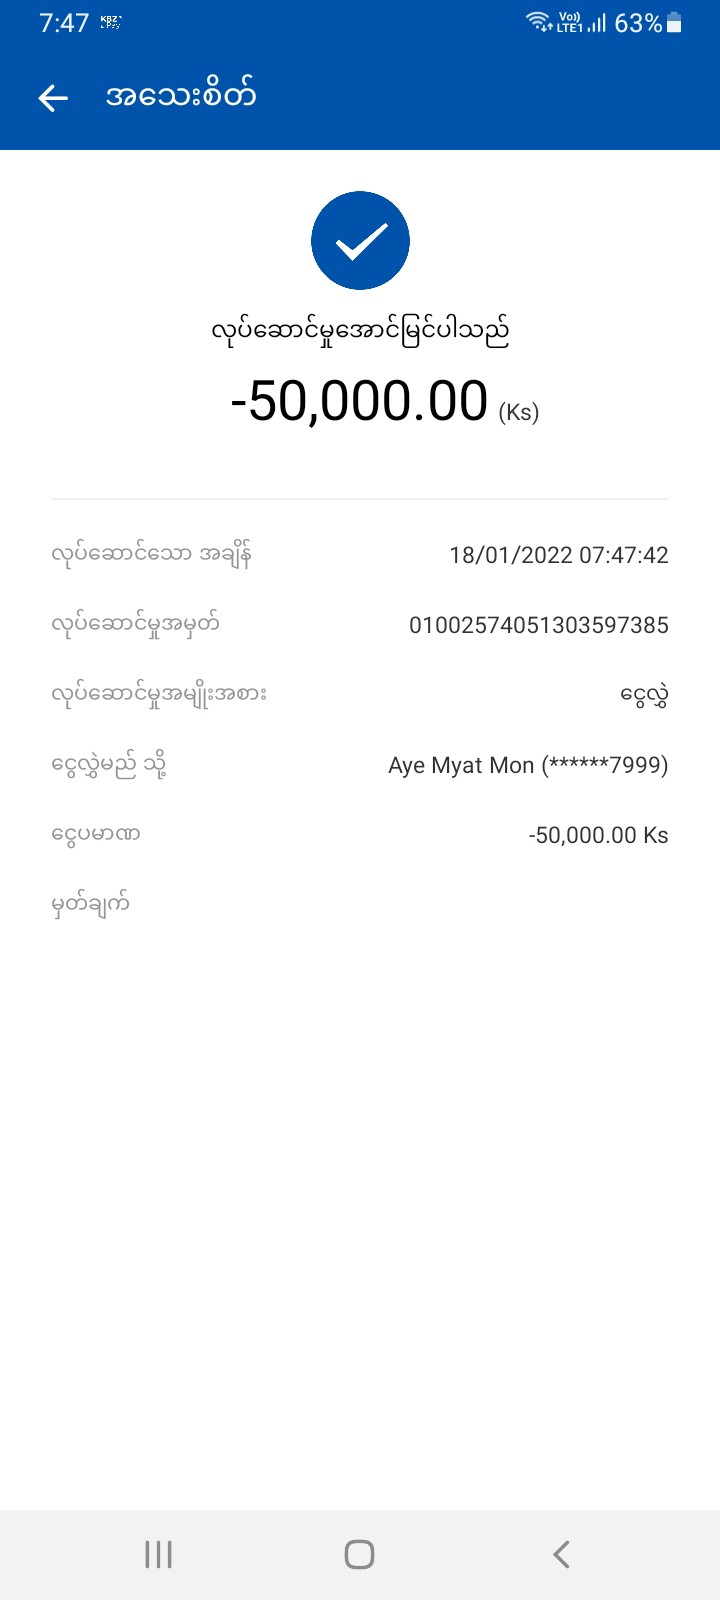 7:47 KBZ Pay Vo) LTE1 63%
အသေးစိတ်
လုပ်ဆောင်မှုအောင်မြင်ပါသည်
-50,000.00 (Ks)
လုပ်ဆောင်သော အချိန် 18/01/2022 07:47:42
လုပ်ဆောင်မှုအမှတ် 01002574051303597385
လုပ်ဆောင်မှုအမျိုးအစား ငွေလွှဲ
ငွေလွှဲမည် သို့ Aye Myat Mon (******7999)
ငွေပမာဏ -50,000.00 Ks
မှတ်ချက်